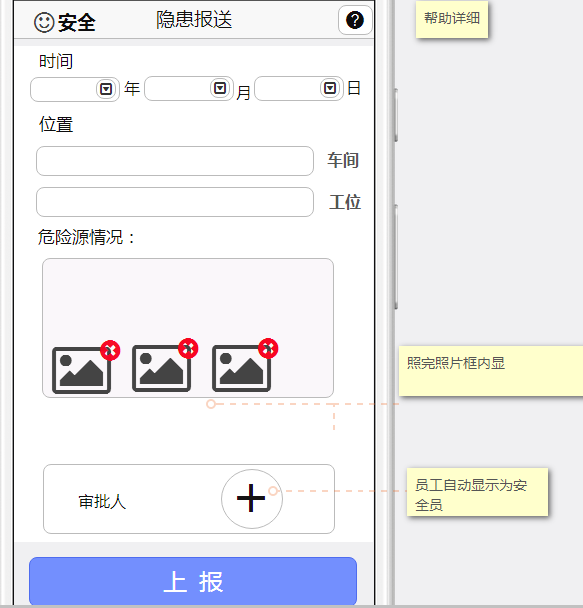 安全 隐患报送 ? 帮助详细
时间
年 月 日
位置
车间
工位
危险源情况：
照完照片框内显
审批人
员工自动显示为安
全员
上 报